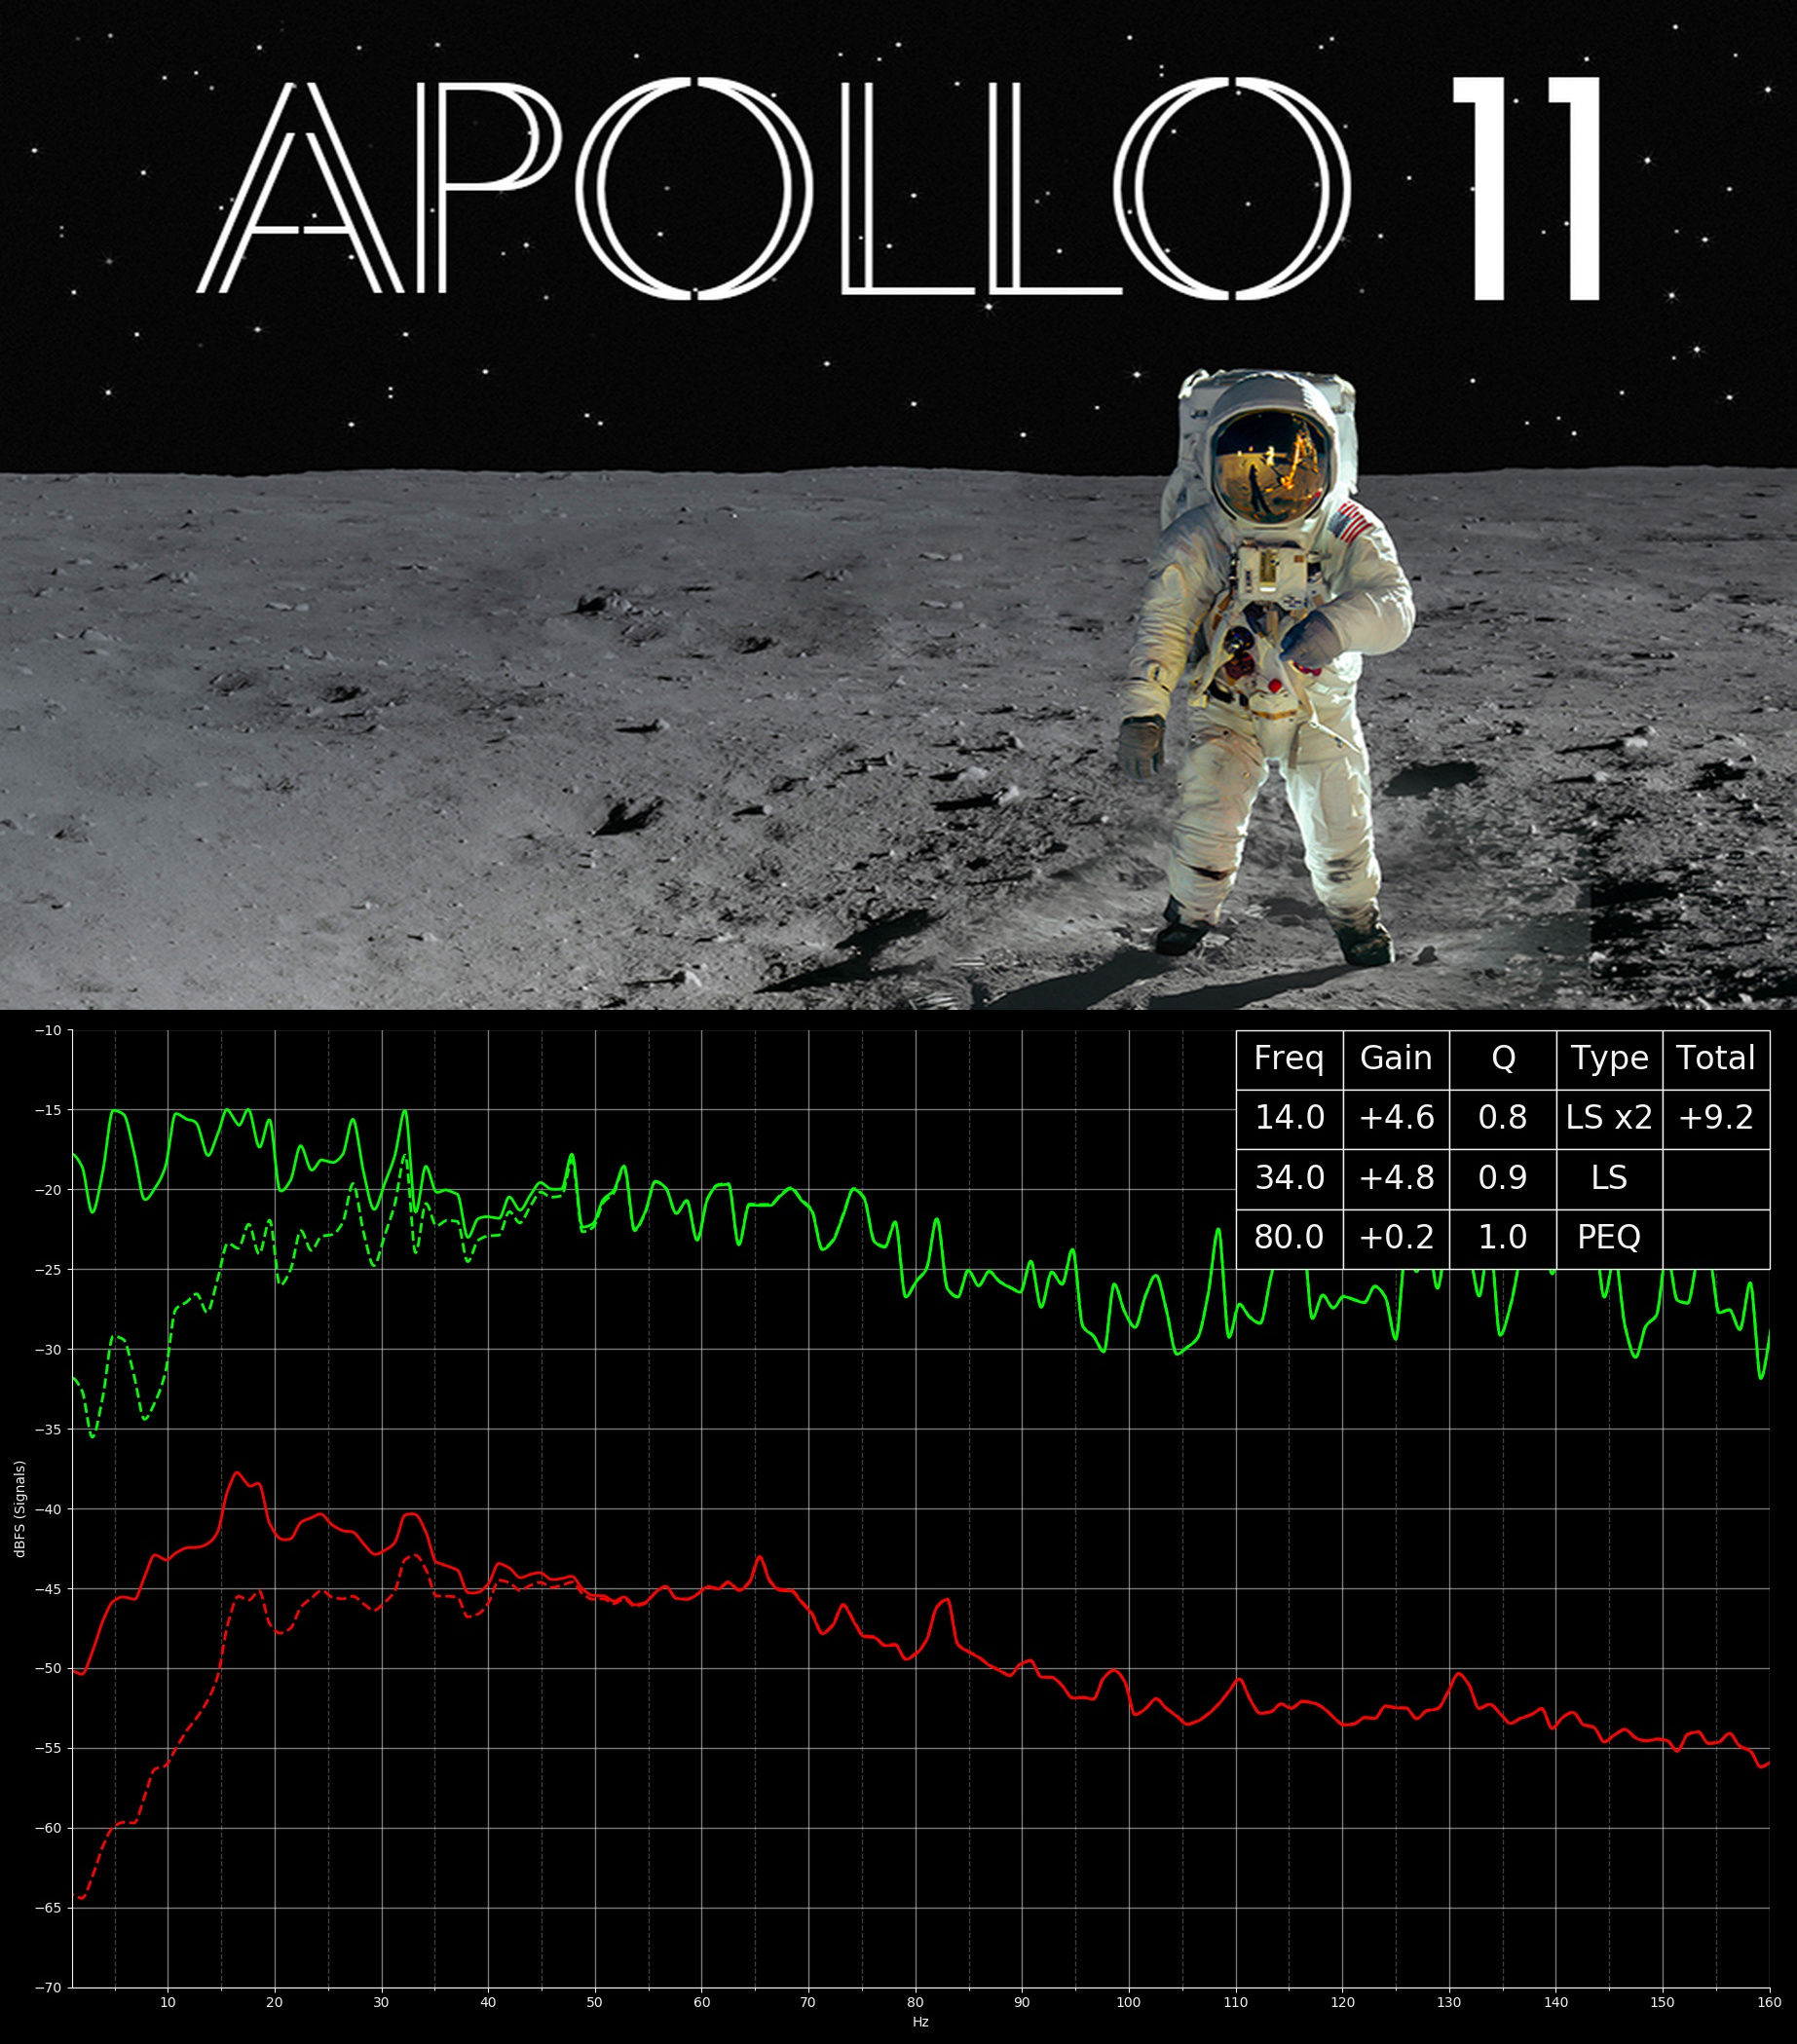 APOLLO 11
Freq Gain Q Type Total
14.0 +4.6 0.8 LS x2 +9.2
34.0 +4.8 0.9 LS
80.0 +0.2 1.0 PEQ
−10
−15
−20
−25
−30
−35
−40
−45
−50
−55
−60
−65
−70
dBFS (Signals)
10 20 30 40 50 60 70 80 90 100 110 120 130 140 150 160
Hz